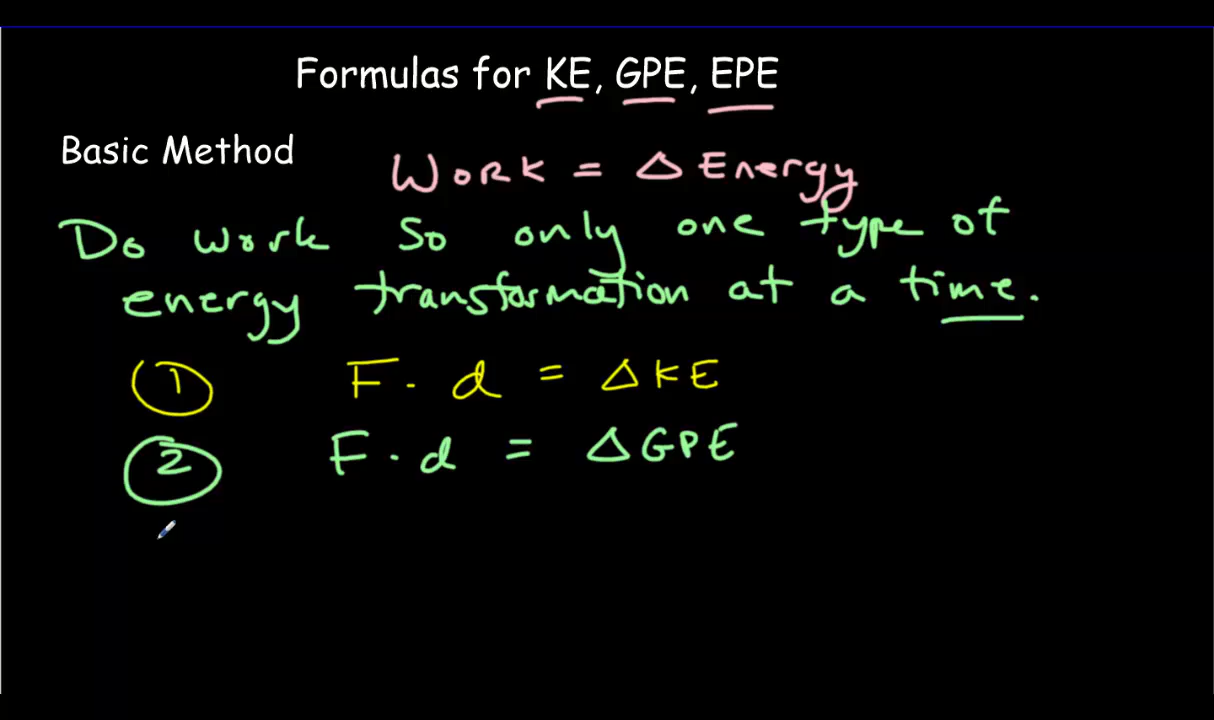 Formulas for KE, GPE, EPE
Basic Method
Work = Δ Energy
Do work so only one type of
energy transformation at a time.
1 F · d = Δ KE
2 F · d = Δ GPE